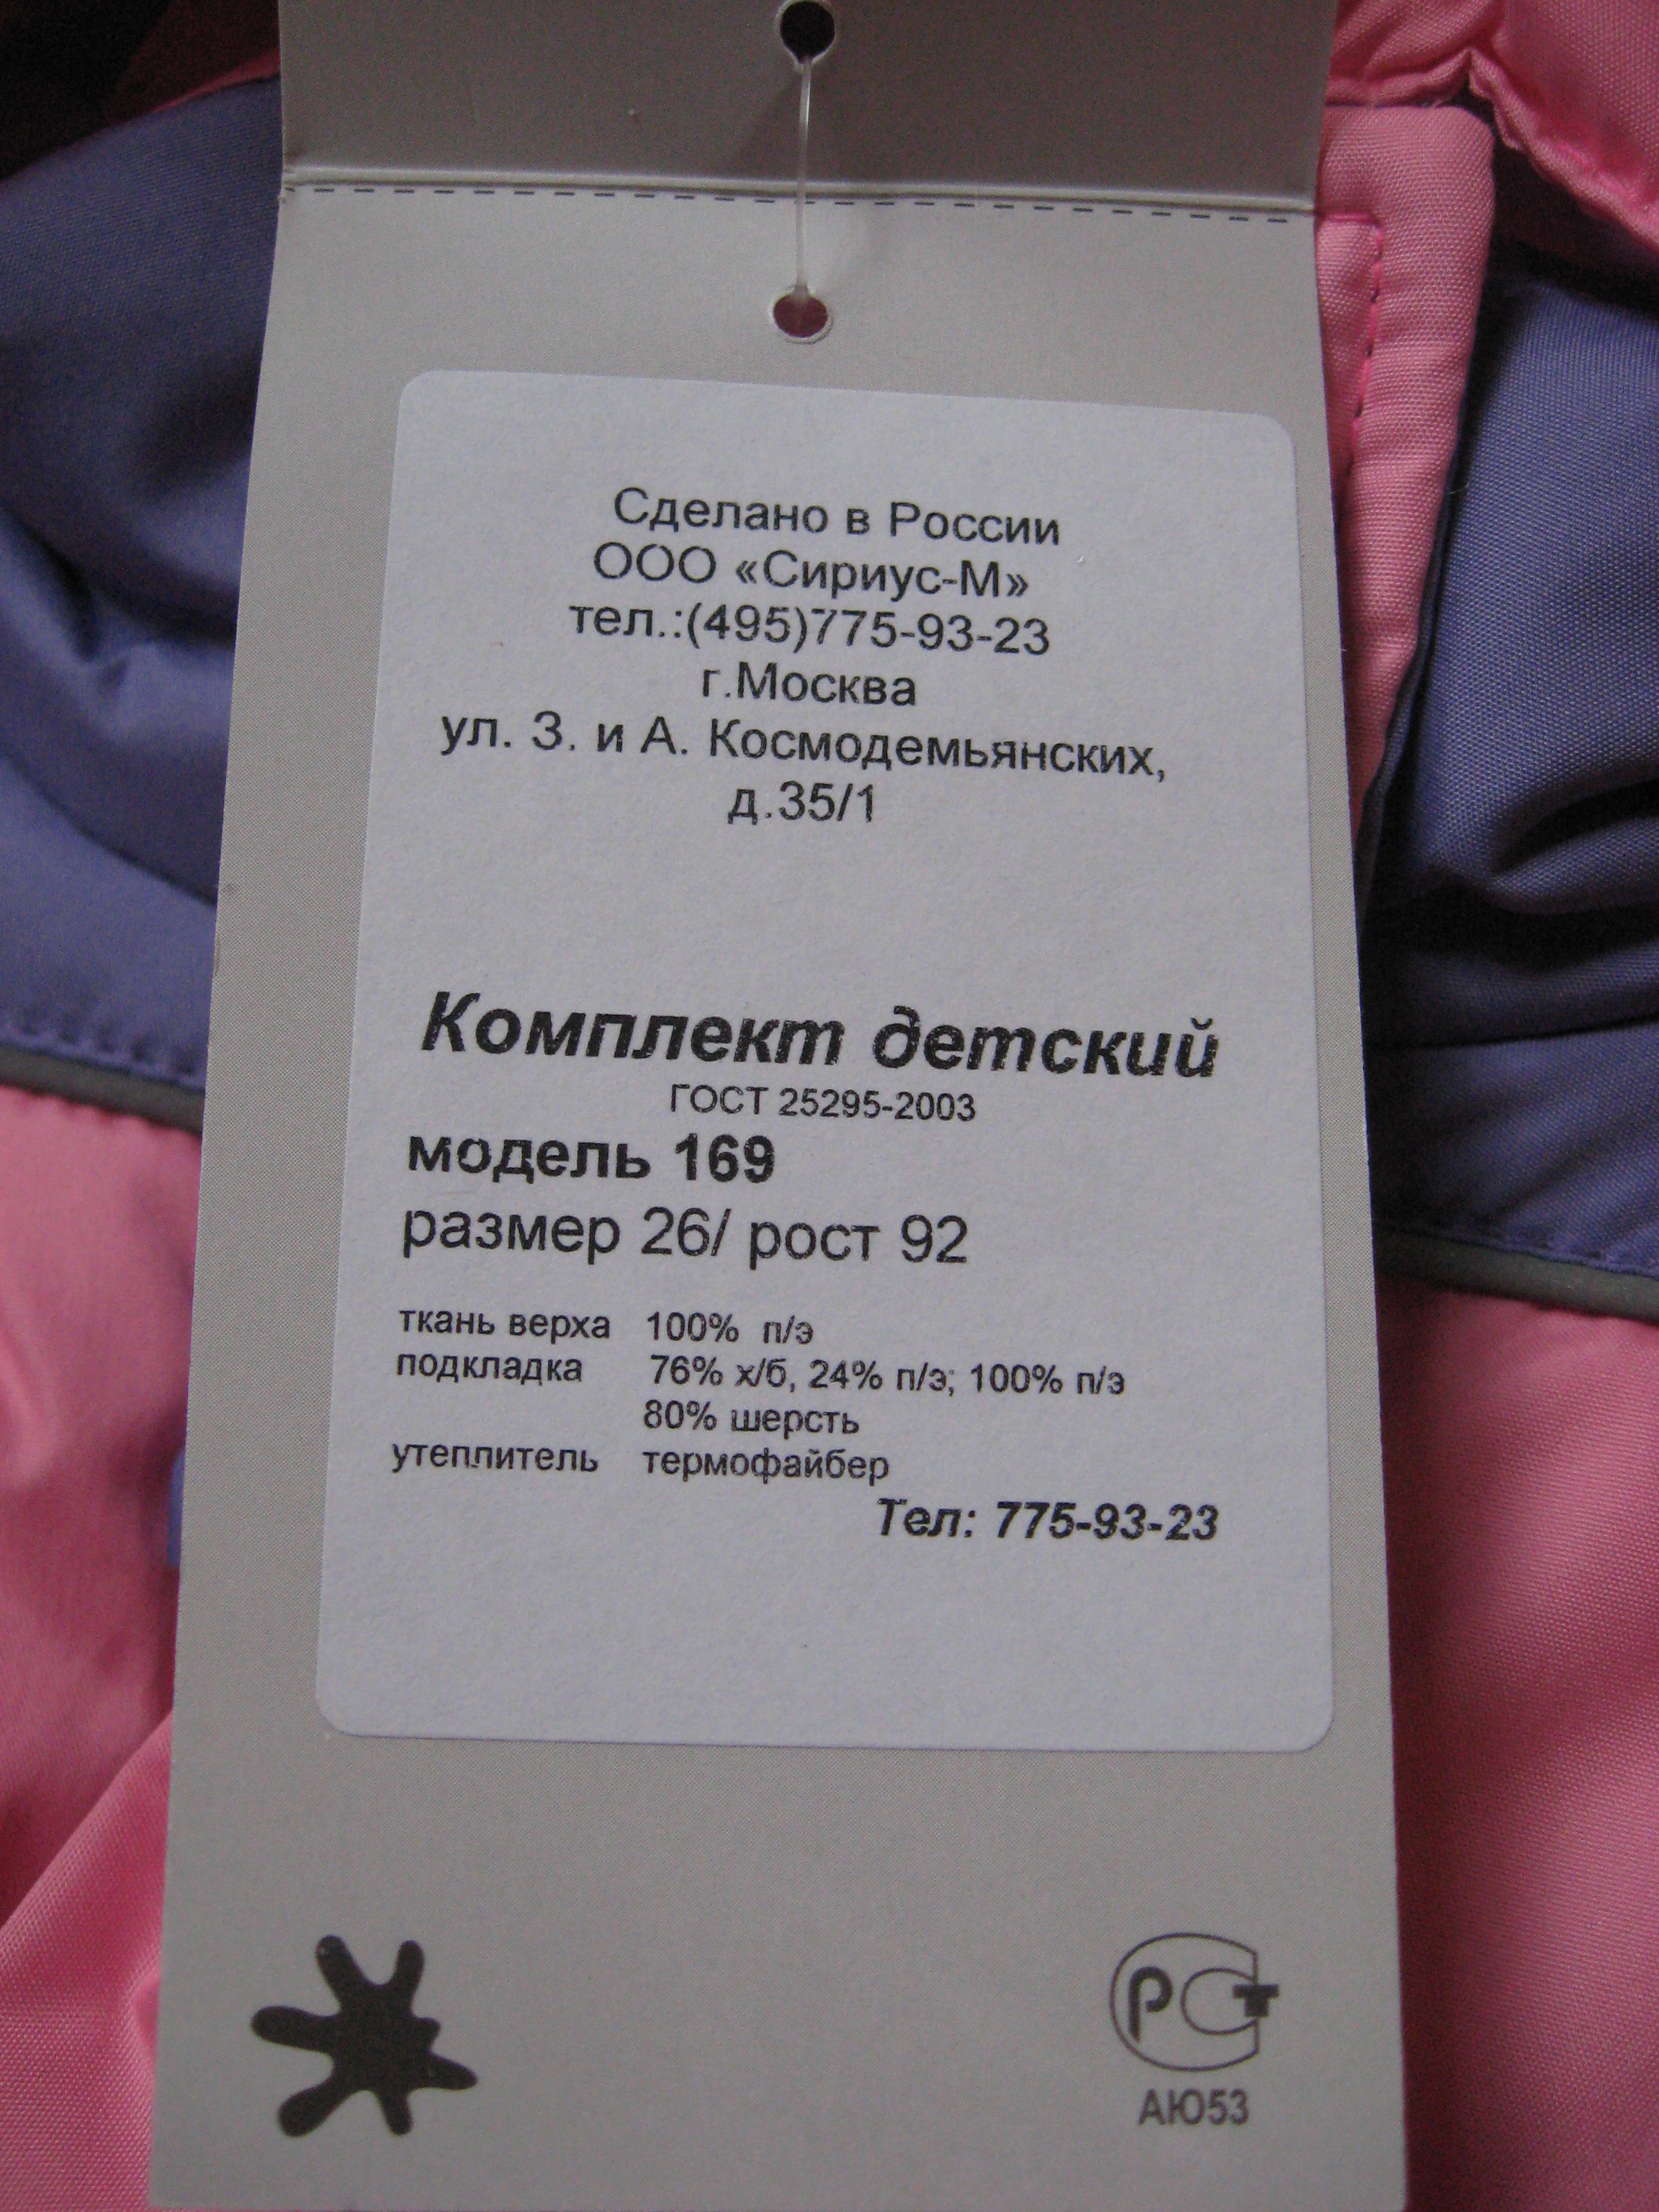 Сделано в России
ООО «Сириус-М»
тел.:(495)775-93-23
г.Москва
ул. З. и А. Космодемьянских,
д.35/1
Комплект детский
ГОСТ 25295-2003
модель 169
размер 26/ рост 92
ткань верха 100% п/э
подкладка 76% х/б, 24% п/э; 100% п/э
80% шерсть
утеплитель термофайбер
Тел: 775-93-23
РСТ
АЮ53